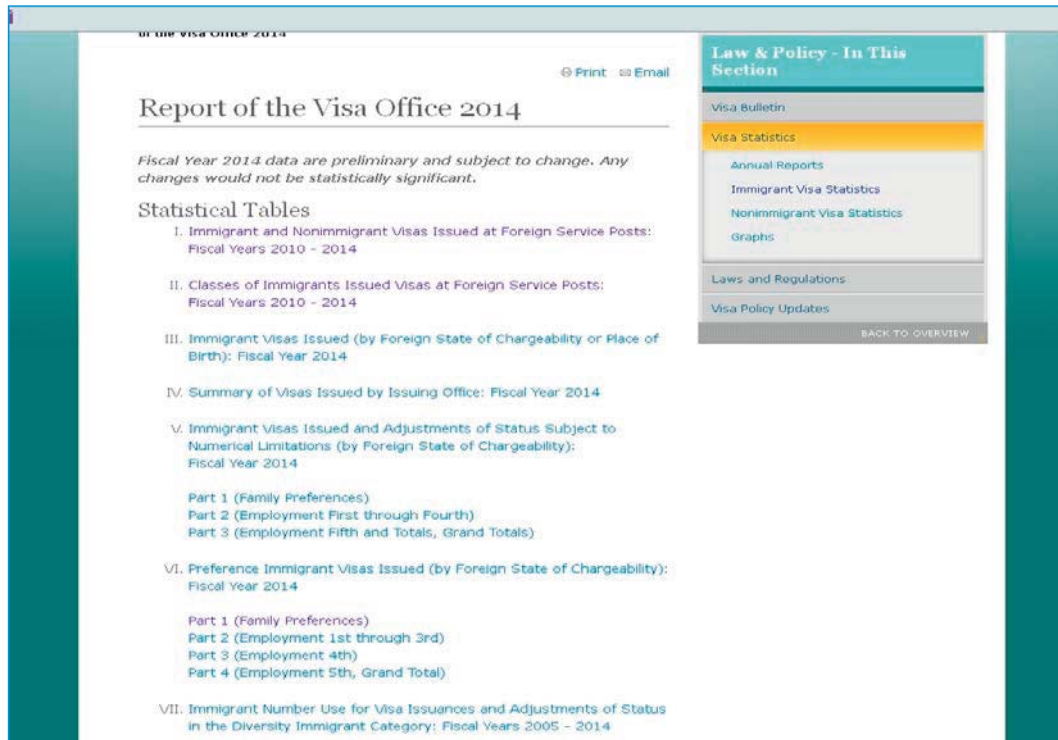 of the Visa Office 2014
Print Email
Report of the Visa Office 2014
Fiscal Year 2014 data are preliminary and subject to change. Any
changes would not be statistically significant.
Statistical Tables
I. Immigrant and Nonimmigrant Visas Issued at Foreign Service Posts:
Fiscal Years 2010 - 2014
II. Classes of Immigrants Issued Visas at Foreign Service Posts:
Fiscal Years 2010 - 2014
III. Immigrant Visas Issued (by Foreign State of Chargeability or Place of
Birth): Fiscal Year 2014
IV. Summary of Visas Issued by Issuing Office: Fiscal Year 2014
V. Immigrant Visas Issued and Adjustments of Status Subject to
Numerical Limitations (by Foreign State of Chargeability):
Fiscal Year 2014
Part 1 (Family Preferences)
Part 2 (Employment First through Fourth)
Part 3 (Employment Fifth and Totals, Grand Totals)
VI. Preference Immigrant Visas Issued (by Foreign State of Chargeability):
Fiscal Year 2014
Part 1 (Family Preferences)
Part 2 (Employment 1st through 3rd)
Part 3 (Employment 4th)
Part 4 (Employment 5th, Grand Total)
VII. Immigrant Number Use for Visa Issuances and Adjustments of Status
in the Diversity Immigrant Category: Fiscal Years 2005 - 2014
Law & Policy - In This
Section
Visa Bulletin
Visa Statistics
Annual Reports
Immigrant Visa Statistics
Nonimmigrant Visa Statistics
Graphs
Laws and Regulations
Visa Policy Updates
BACK TO OVERVIEW